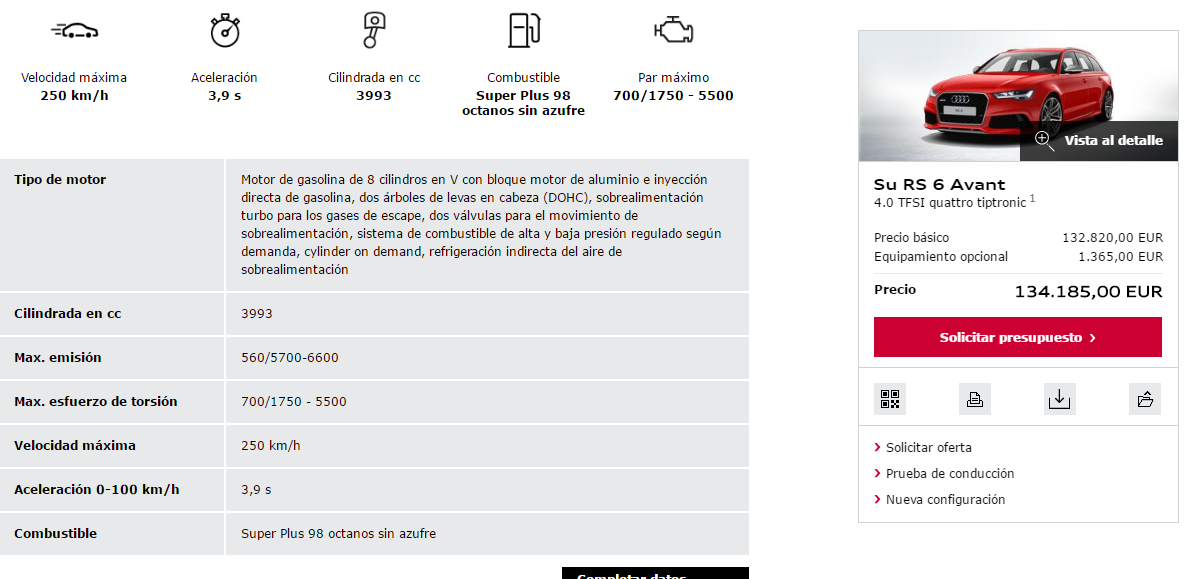 Velocidad máxima
250 km/h
Aceleración
3,9 s
Cilindrada en cc
3993
Combustible
Super Plus 98
octanos sin azufre
Par máximo
700/1750 - 5500
Tipo de motor
Motor de gasolina de 8 cilindros en V con bloque motor de aluminio e inyección
directa de gasolina, dos árboles de levas en cabeza (DOHC), sobrealimentación
turbo para los gases de escape, dos válvulas para el movimiento de
sobrealimentación, sistema de combustible de alta y baja presión regulado según
demanda, cylinder on demand, refrigeración indirecta del aire de
sobrealimentación
Cilindrada en cc 3993
Max. emisión 560/5700-6600
Max. esfuerzo de torsión 700/1750 - 5500
Velocidad máxima 250 km/h
Aceleración 0-100 km/h 3,9 s
Combustible Super Plus 98 octanos sin azufre
Completar datos
Vista al detalle
Su RS 6 Avant
4.0 TFSI quattro tiptronic 1
Precio básico 132.820,00 EUR
Equipamiento opcional 1.365,00 EUR
Precio 134.185,00 EUR
Solicitar presupuesto ›
› Solicitar oferta
› Prueba de conducción
› Nueva configuración